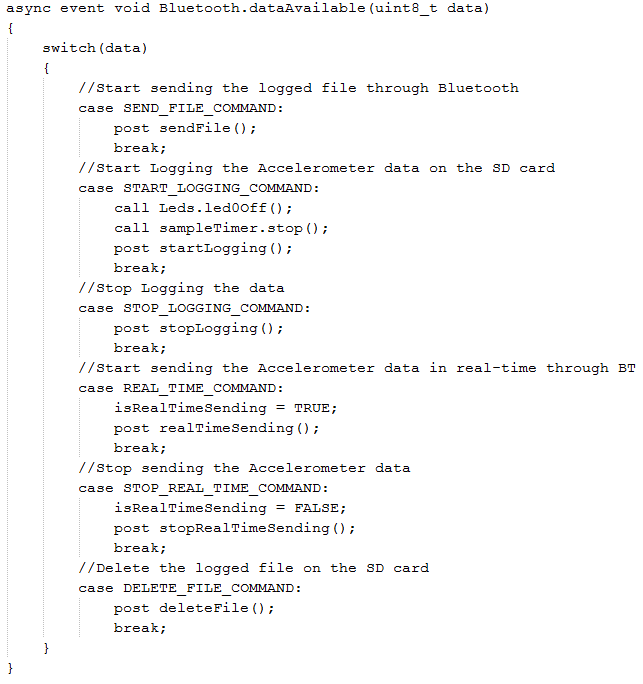 async event void Bluetooth.dataAvailable(uint8_t data)
{
    switch(data)
    {
        //Start sending the logged file through Bluetooth
        case SEND_FILE_COMMAND:
            post sendFile();
            break;
        //Start Logging the Accelerometer data on the SD card
        case START_LOGGING_COMMAND:
            call Leds.led0Off();
            call sampleTimer.stop();
            post startLogging();
            break;
        //Stop Logging the data
        case STOP_LOGGING_COMMAND:
            post stopLogging();
            break;
        //Start sending the Accelerometer data in real-time through BT
        case REAL_TIME_COMMAND:
            isRealTimeSending = TRUE;
            post realTimeSending();
            break;
        //Stop sending the Accelerometer data
        case STOP_REAL_TIME_COMMAND:
            isRealTimeSending = FALSE;
            post stopRealTimeSending();
            break;
        //Delete the logged file on the SD card
        case DELETE_FILE_COMMAND:
            post deleteFile();
            break;
    }
}